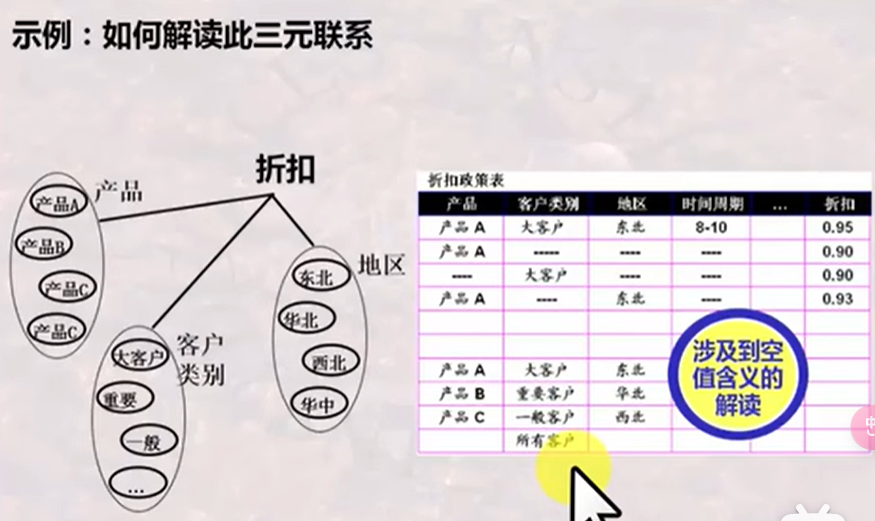 示例：如何解读此三元联系
折扣
产品
产品A
产品B
产品C
产品C
客户
类别
大客户
重要
一般
...
地区
东北
华北
西北
华中
折扣政策表
产品 客户类别 地区 时间周期 ... 折扣
产品 A 大客户 东北 8-10 0.95
产品 A ----- ---- ---- 0.90
---- 大客户 ---- ---- 0.90
产品 A ---- 东北 ---- 0.93
产品 A 大客户 东北
产品 B 重要客户 华北
产品 C 一般客户 西北
所有客户
涉及到空
值含义的
解读